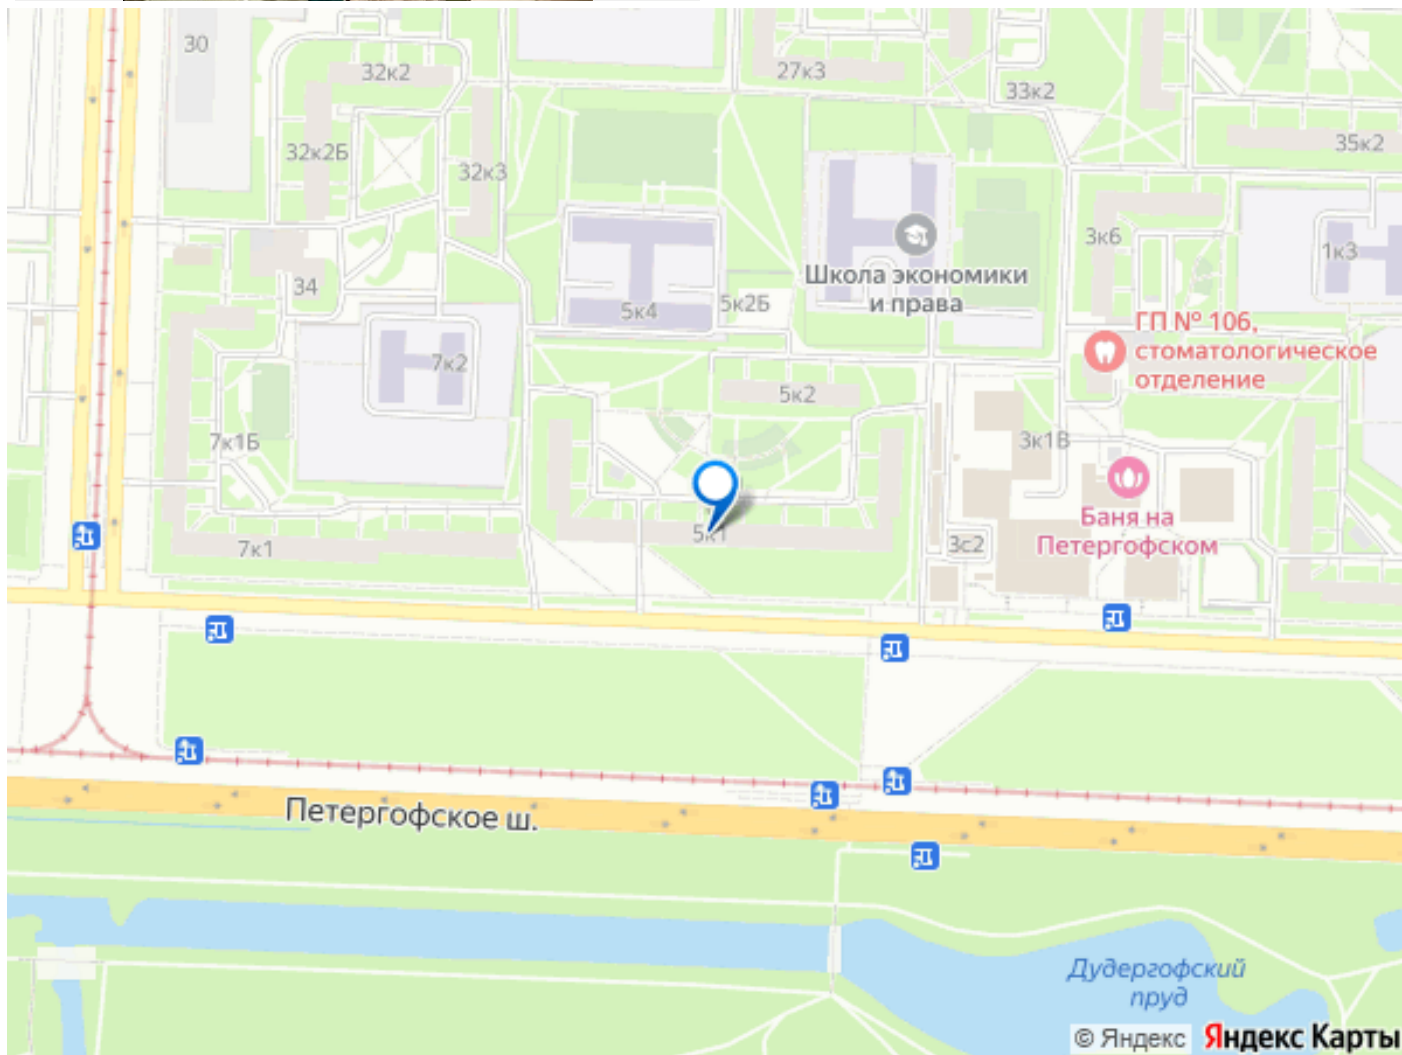 30
32к2
27к3
33к2
32к2Б
32к3
35к2
3к6
1к3
Школа экономики
и права
34
5к4
5к2Б
ГП № 106,
стоматологическое
отделение
7к2
5к2
7к1Б
3к1В
5к1
7к1
3с2
Баня на
Петергофском
Петергофское ш.
Дудергофский
пруд
© Яндекс Яндекс Карты